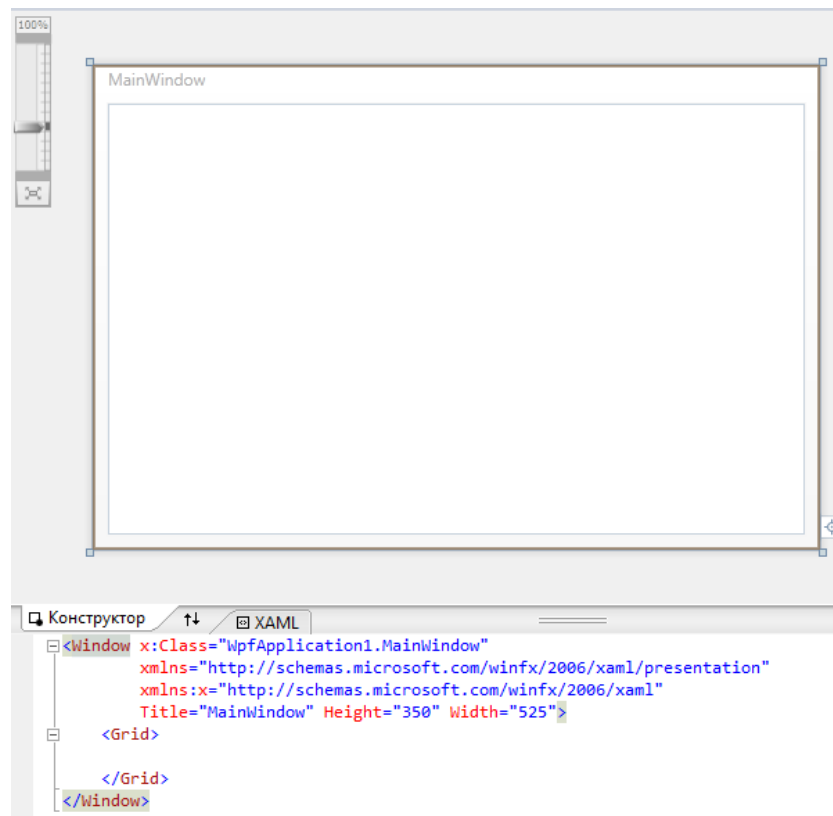 100%
MainWindow
Конструктор
XAML
<Window x:Class="WpfApplication1.MainWindow"
xmlns="http://schemas.microsoft.com/winfx/2006/xaml/presentation"
xmlns:x="http://schemas.microsoft.com/winfx/2006/xaml"
Title="MainWindow" Height="350" Width="525">
<Grid>
</Grid>
</Window>